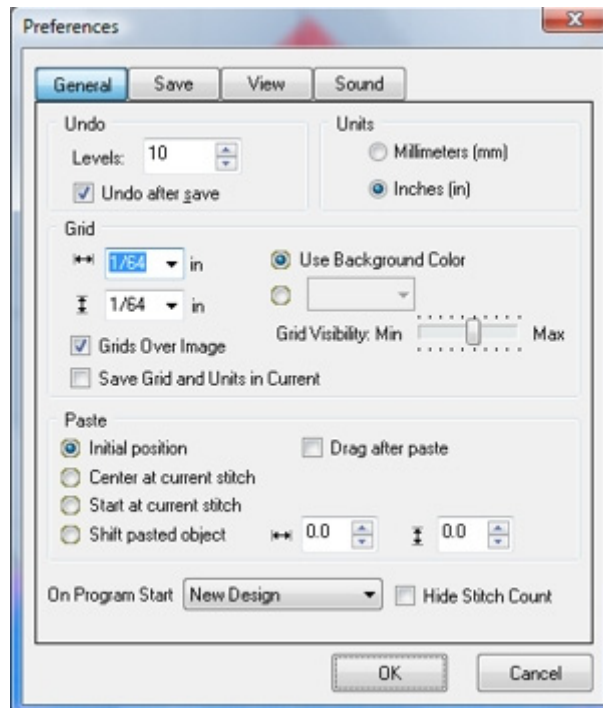 Preferences
General Save View Sound
Undo
Levels: 10
Undo after save
Units
Millimeters (mm)
Inches (in)
Grid
1/64 in
1/64 in
Grids Over Image
Save Grid and Units in Current
Use Background Color
Grid Visibility: Min Max
Paste
Initial position
Drag after paste
Center at current stitch
Start at current stitch
Shift pasted object 0.0 0.0
On Program Start New Design Hide Stitch Count
OK Cancel